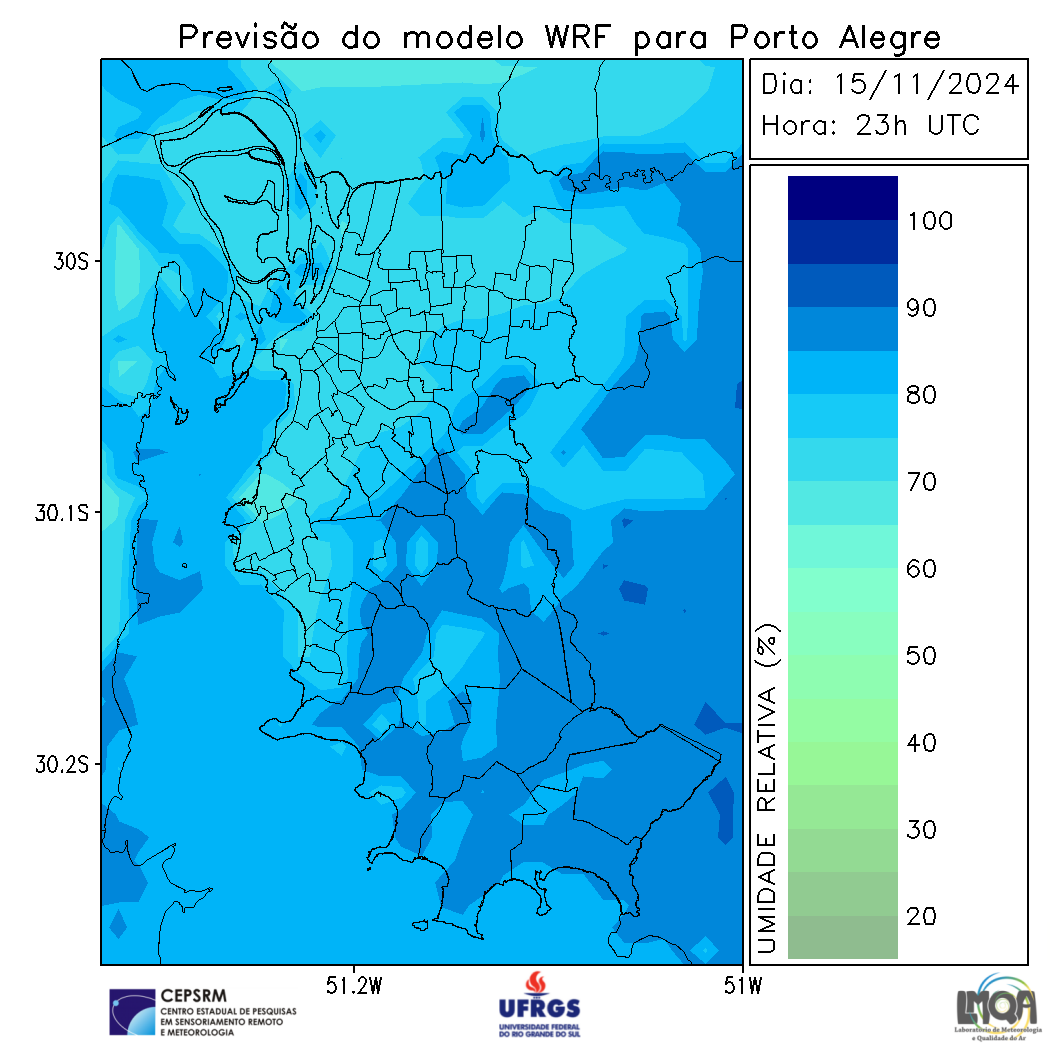 Previsão do modelo WRF para Porto Alegre
Dia: 15/11/2024
Hora: 23h UTC
30S
30.1S
30.2S
51.2W
51W
100
90
80
70
60
50
40
30
20
UMIDADE RELATIVA (%)
CEPSRM
CENTRO ESTADUAL DE PESQUISAS
EM SENSORIAMENTO REMOTO
E METEOROLOGIA
UFRGS
UNIVERSIDADE FEDERAL
DO RIO GRANDE DO SUL
LMQA
Laboratório de Meteorologia
e Qualidade do Ar